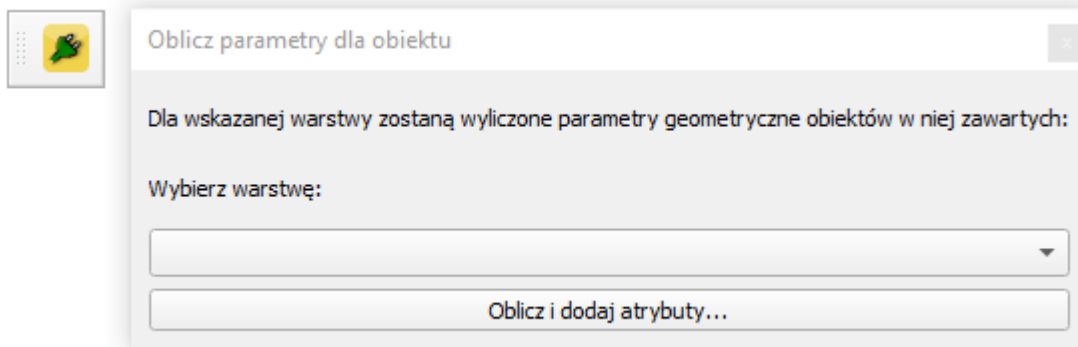 Oblicz parametry dla obiektu
x
Dla wskazanej warstwy zostaną wyliczone parametry geometryczne obiektów w niej zawartych:
Wybierz warstwę:
Oblicz i dodaj atrybuty...